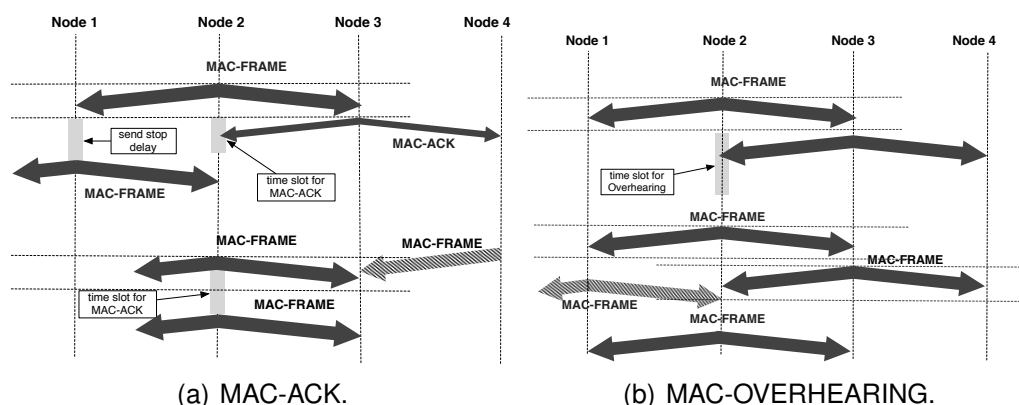 Node 1
Node 2
Node 3
Node 4
MAC-FRAME
send stop
delay
MAC-ACK
MAC-FRAME
time slot for
MAC-ACK
MAC-FRAME
MAC-FRAME
time slot for
MAC-ACK
MAC-FRAME
(a) MAC-ACK.
Node 1
Node 2
Node 3
Node 4
MAC-FRAME
time slot for
Overhearing
MAC-FRAME
MAC-FRAME
MAC-FRAME
MAC-FRAME
(b) MAC-OVERHEARING.